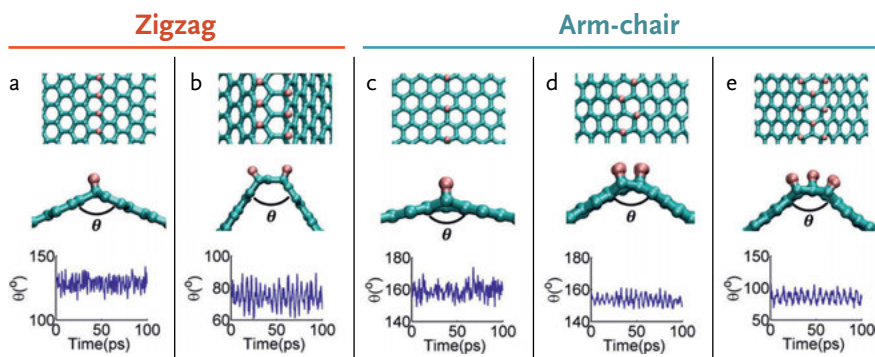 Zigzag
Arm-chair
a
b
c
d
e
θ
θ
θ
θ
θ
θ(º)
150
100
0
50
100
Time(ps)
θ(º)
100
80
60
0
50
100
Time(ps)
θ(º)
180
160
140
0
50
100
Time(ps)
θ(º)
180
160
140
0
50
100
Time(ps)
θ(º)
150
100
50
0
50
100
Time(ps)